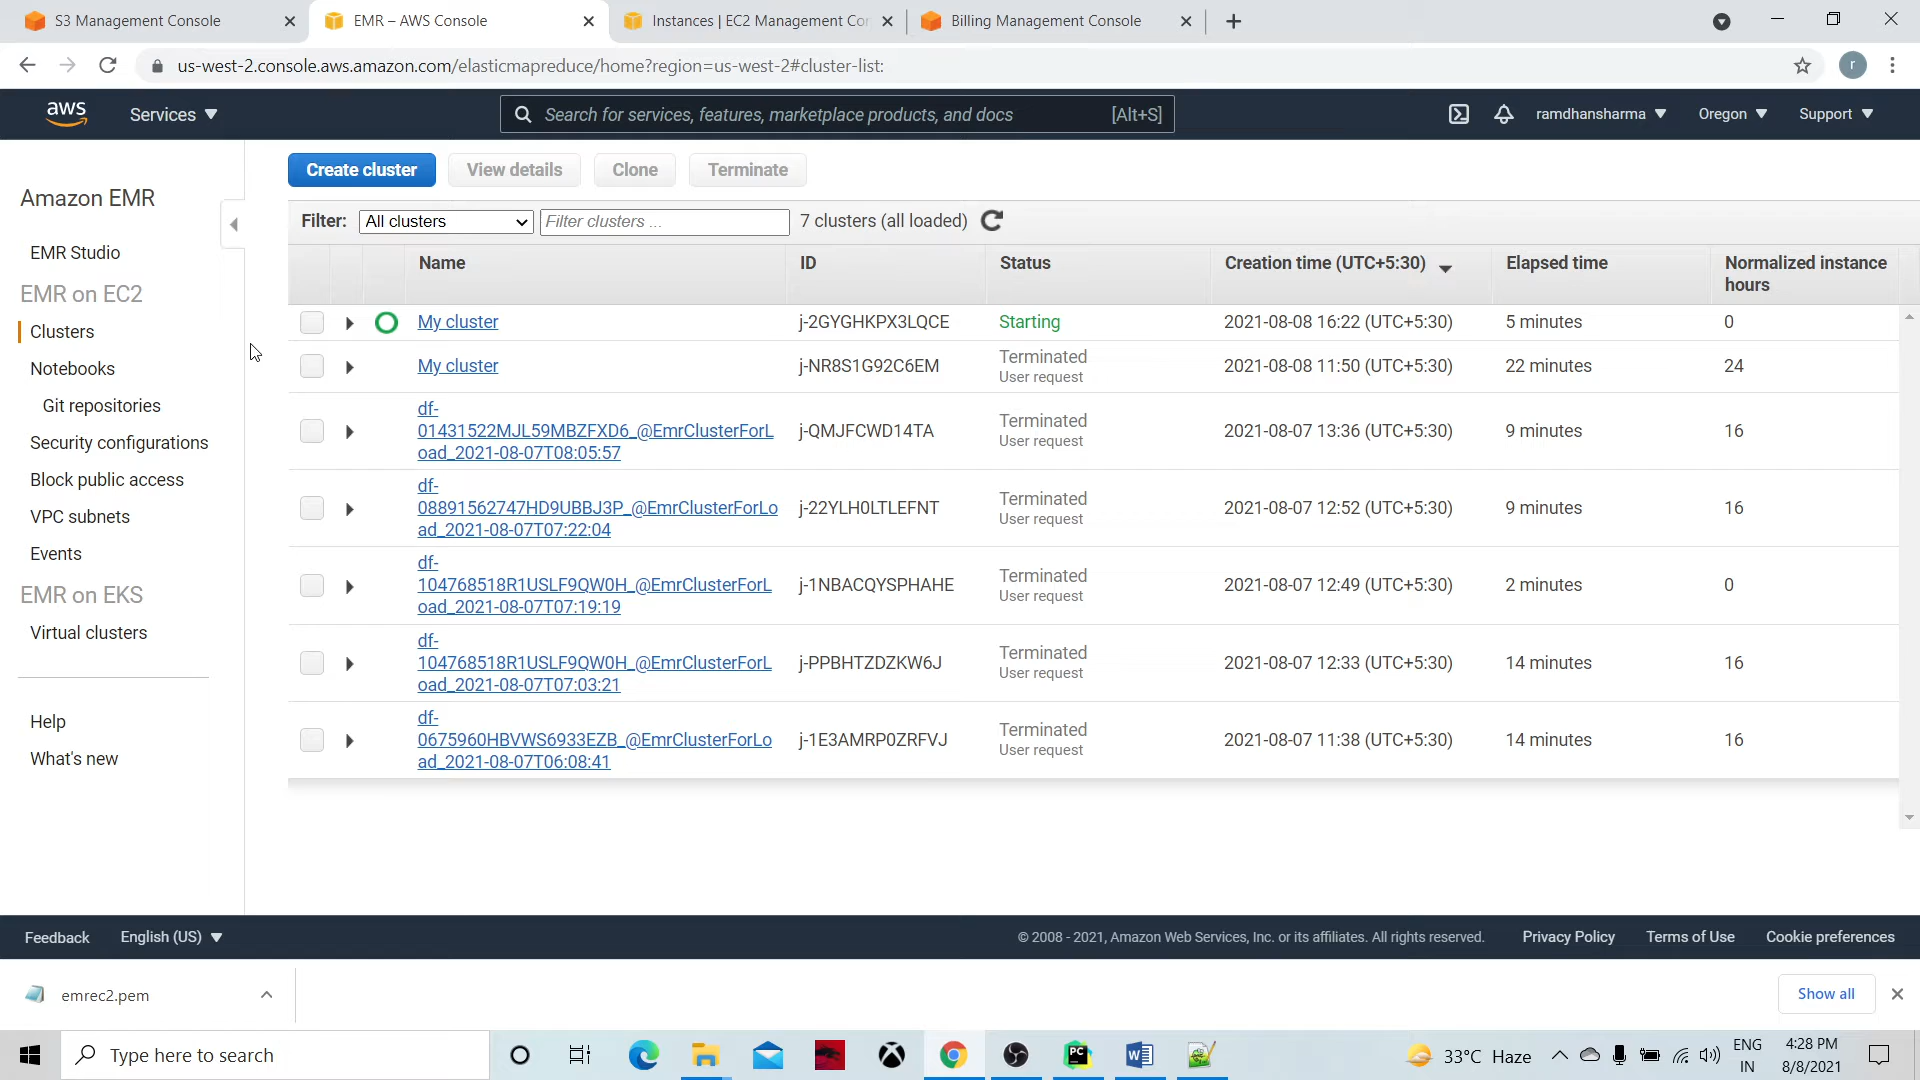 S3 Management Console
EMR – AWS Console
Instances | EC2 Management Con
Billing Management Console
us-west-2.console.aws.amazon.com/elasticmapreduce/home?region=us-west-2#cluster-list:
r
aws
Services
Search for services, features, marketplace products, and docs [Alt+S]
ramdhansharma
Oregon
Support
Amazon EMR
EMR Studio
EMR on EC2
Clusters
Notebooks
Git repositories
Security configurations
Block public access
VPC subnets
Events
EMR on EKS
Virtual clusters
Help
What's new
Create cluster View details Clone Terminate
Filter: All clusters Filter clusters ... 7 clusters (all loaded)
Name ID Status Creation time (UTC+5:30) Elapsed time Normalized instance
hours
My cluster j-2GYGHKPX3LQCE Starting 2021-08-08 16:22 (UTC+5:30) 5 minutes 0
My cluster j-NR8S1G92C6EM Terminated 2021-08-08 11:50 (UTC+5:30) 22 minutes 24
User request
df-
01431522MJL59MBZFXD6_@EmrClusterForL j-QMJFCWD14TA Terminated 2021-08-07 13:36 (UTC+5:30) 9 minutes 16
oad_2021-08-07T08:05:57 User request
df-
08891562747HD9UBBJ3P_@EmrClusterForLo j-22YLH0LTLEFNT Terminated 2021-08-07 12:52 (UTC+5:30) 9 minutes 16
ad_2021-08-07T07:22:04 User request
df-
104768518R1USLF9QW0H_@EmrClusterForL j-1NBACQYSPHAHE Terminated 2021-08-07 12:49 (UTC+5:30) 2 minutes 0
oad_2021-08-07T07:19:19 User request
df-
104768518R1USLF9QW0H_@EmrClusterForL j-PPBHTZDZKW6J Terminated 2021-08-07 12:33 (UTC+5:30) 14 minutes 16
oad_2021-08-07T07:03:21 User request
df-
0675960HBVWS6933EZB_@EmrClusterForLo j-1E3AMRP0ZRFVJ Terminated 2021-08-07 11:38 (UTC+5:30) 14 minutes 16
ad_2021-08-07T06:08:41 User request
Feedback English (US) © 2008 - 2021, Amazon Web Services, Inc. or its affiliates. All rights reserved. Privacy Policy Terms of Use Cookie preferences
emrec2.pem Show all
Type here to search
PC
W
33°C Haze
ENG
IN
4:28 PM
8/8/2021